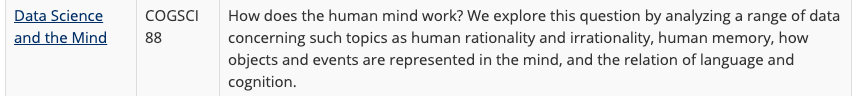 Data Science
and the Mind
COGSCI
88
How does the human mind work? We explore this question by analyzing a range of data
concerning such topics as human rationality and irrationality, human memory, how
objects and events are represented in the mind, and the relation of language and
cognition.